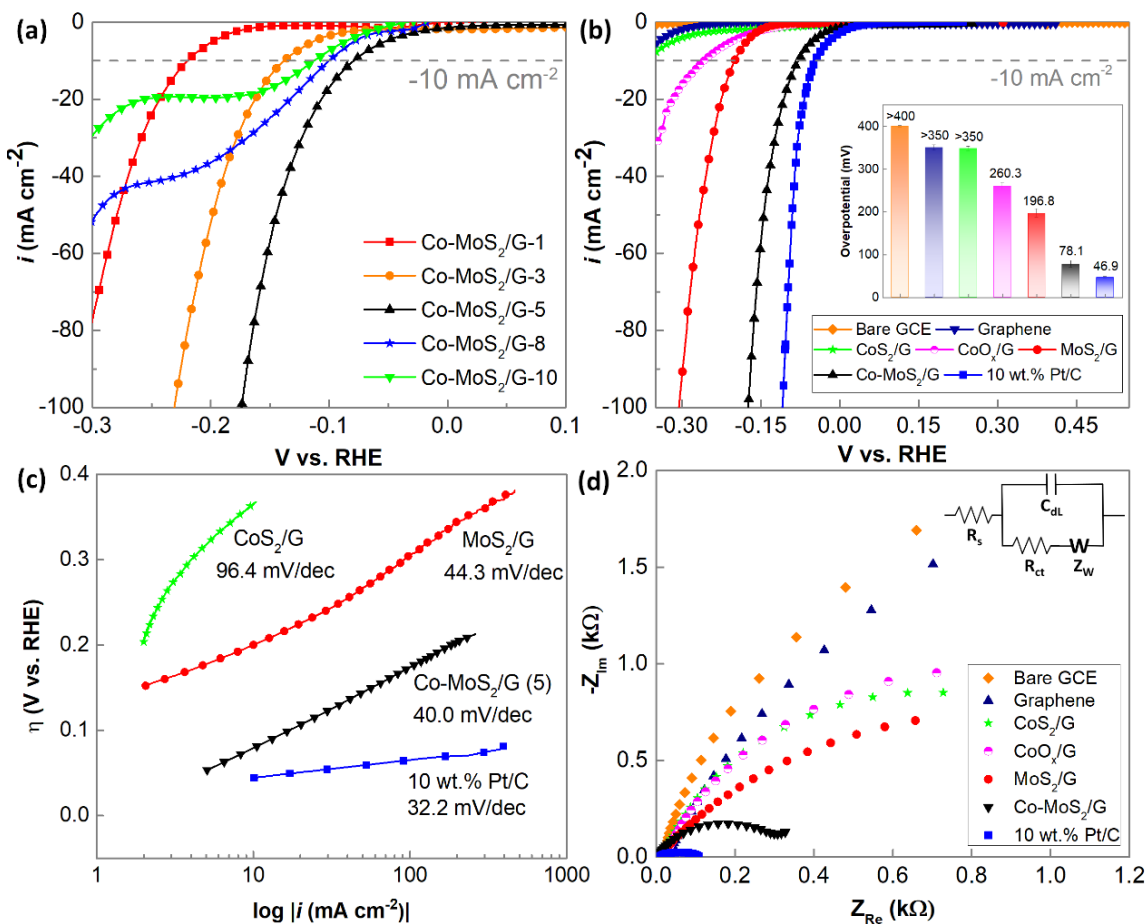 (a)
0
-20
-40
-60
-80
-100
i (mA cm-2)
-10 mA cm-2
Co-MoS2/G-1
Co-MoS2/G-3
Co-MoS2/G-5
Co-MoS2/G-8
Co-MoS2/G-10
-0.3 -0.2 -0.1 0.0 0.1
V vs. RHE
(b)
0
-20
-40
-60
-80
-100
i (mA cm-2)
-10 mA cm-2
Overpotential (mV)
400
300
200
100
0
>400
>350
>350
260.3
196.8
78.1
46.9
Bare GCE Graphene
CoS2/G CoOx/G MoS2/G
Co-MoS2/G 10 wt.% Pt/C
-0.30 -0.15 0.00 0.15 0.30 0.45
V vs. RHE
(c)
0.4
0.3
0.2
0.1
0.0
η (V vs. RHE)
CoS2/G
96.4 mV/dec
MoS2/G
44.3 mV/dec
Co-MoS2/G (5)
40.0 mV/dec
10 wt.% Pt/C
32.2 mV/dec
1 10 100 1000
log |i (mA cm-2)|
(d)
2.0
1.5
1.0
0.5
0.0
-ZIm (kΩ)
CdL
Rs
Rct ZW
Bare GCE
Graphene
CoS2/G
CoOx/G
MoS2/G
Co-MoS2/G
10 wt.% Pt/C
0.0 0.2 0.4 0.6 0.8 1.0 1.2
ZRe (kΩ)